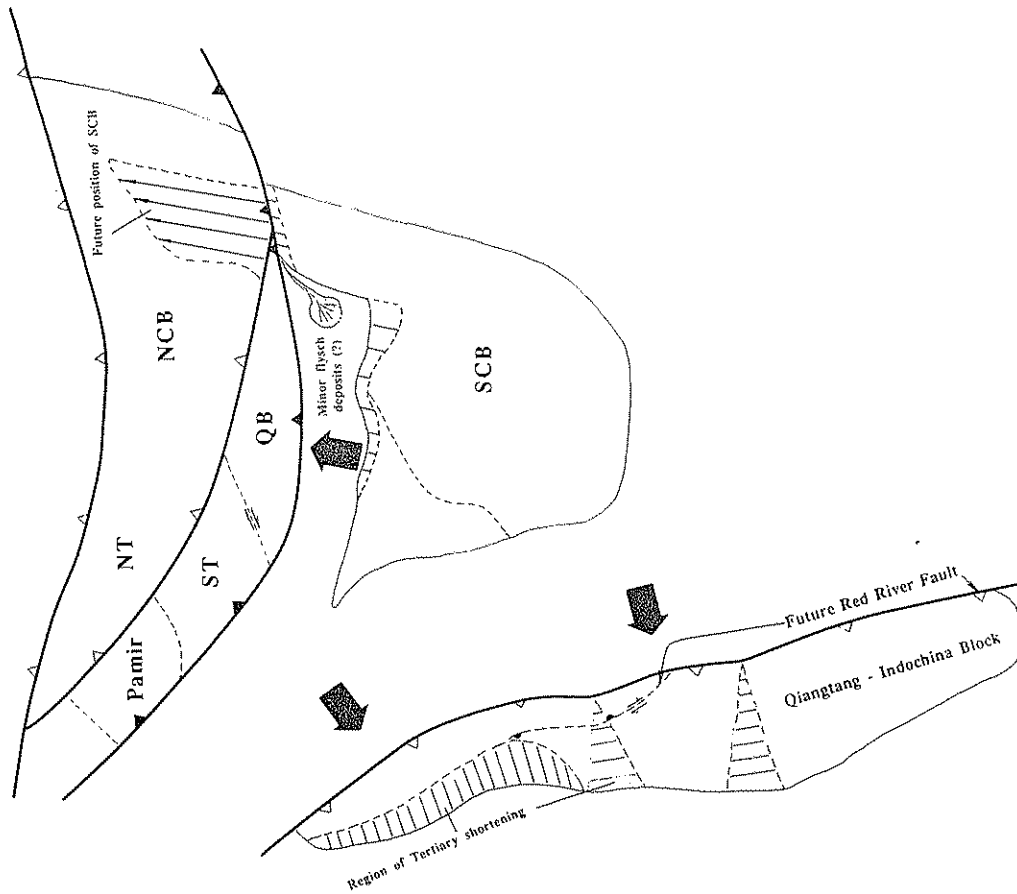 Future position of SCB
NCB
NT
QB
ST
Pamir
Minor flysch
deposits (?)
SCB
Future Red River Fault
Qiangtang - Indochina Block
Region of Tertiary shortening